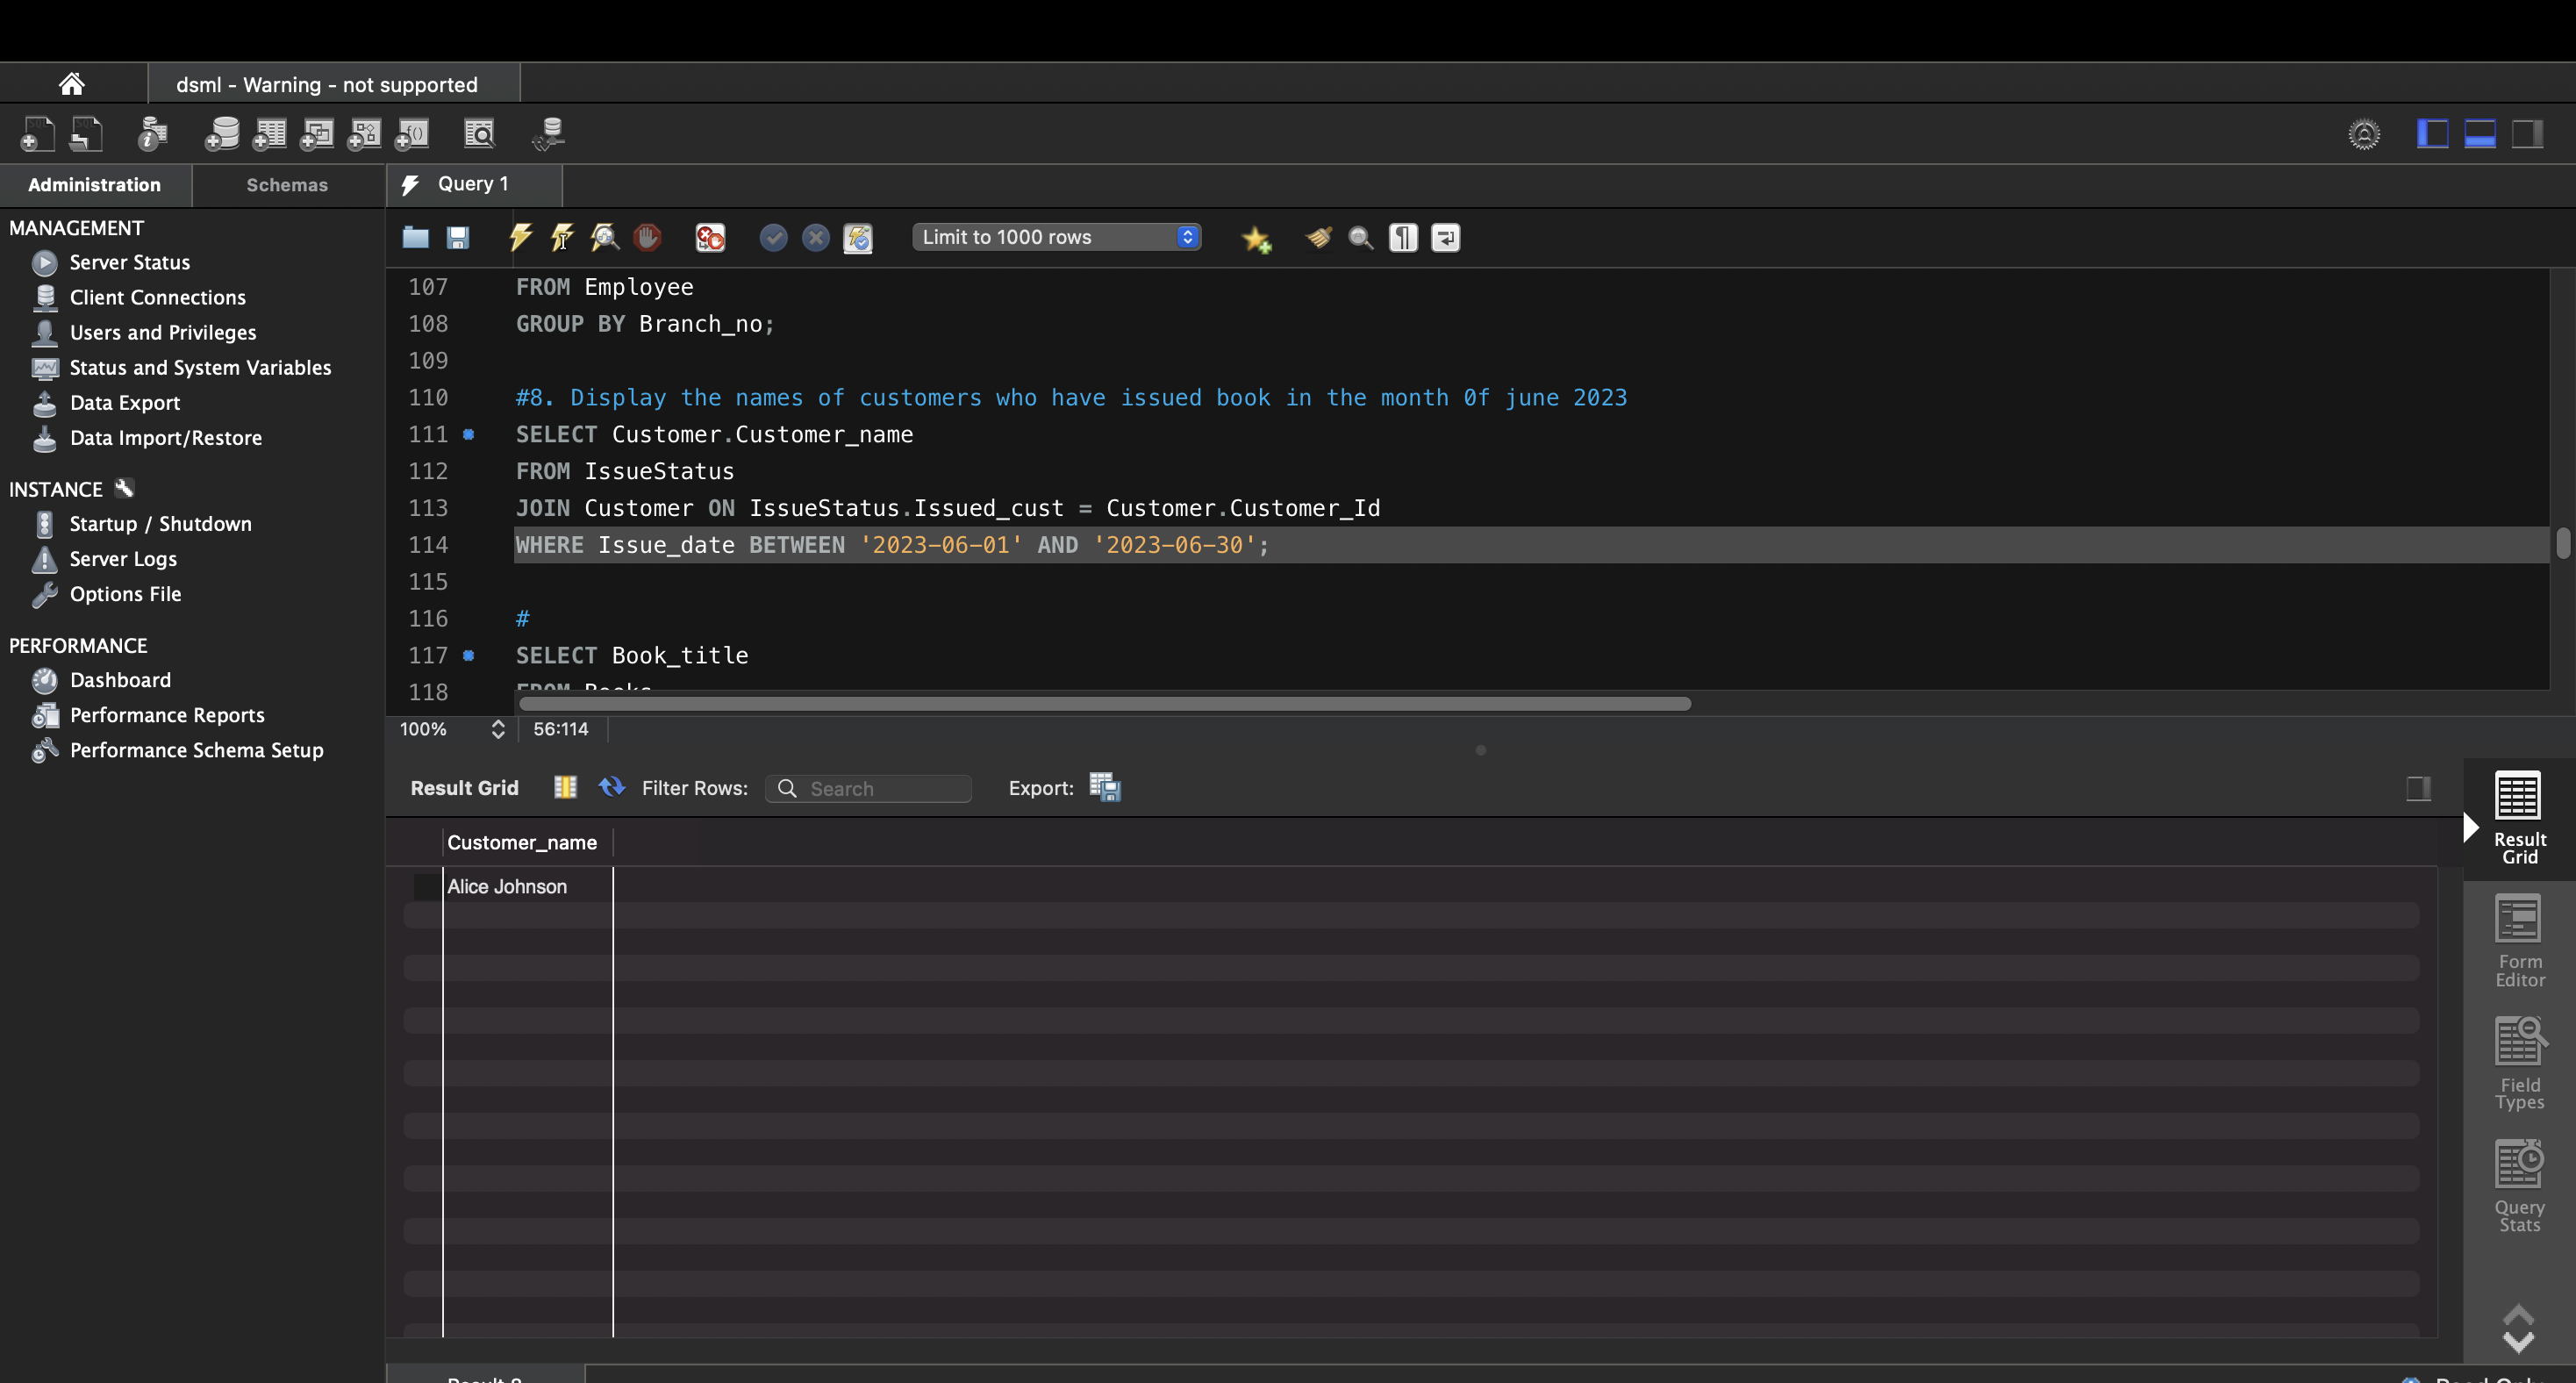 dsml - Warning - not supported
Administration
Schemas
Query 1
MANAGEMENT
Server Status
Client Connections
Users and Privileges
Status and System Variables
Data Export
Data Import/Restore
INSTANCE
Startup / Shutdown
Server Logs
Options File
PERFORMANCE
Dashboard
Performance Reports
Performance Schema Setup
Limit to 1000 rows
107 FROM Employee
108 GROUP BY Branch_no;
109
110 #8. Display the names of customers who have issued book in the month 0f june 2023
111 SELECT Customer.Customer_name
112 FROM IssueStatus
113 JOIN Customer ON IssueStatus.Issued_cust = Customer.Customer_Id
114 WHERE Issue_date BETWEEN '2023-06-01' AND '2023-06-30';
115
116 #
117 SELECT Book_title
118 FROM Books
100% 56:114
Result Grid Filter Rows: Search Export:
Customer_name
Alice Johnson
Result
Grid
Form
Editor
Field
Types
Query
Stats
Read Only